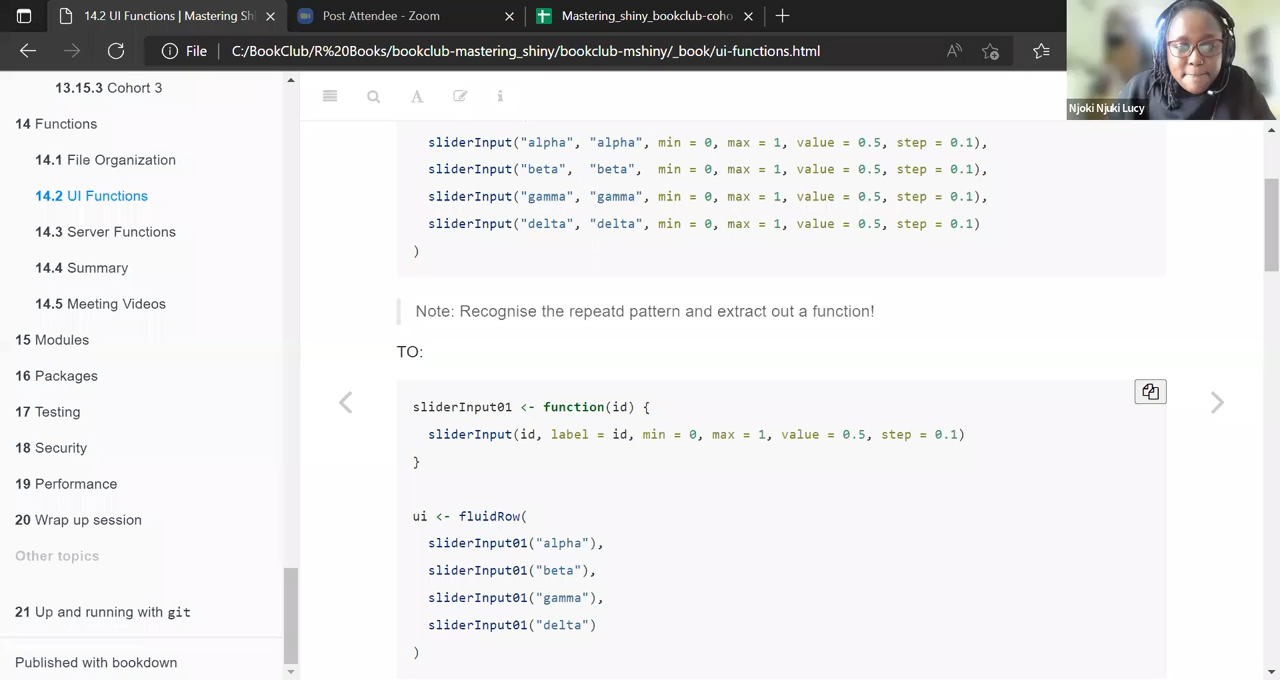 14.2 UI Functions | Mastering Sh
Post Attendee - Zoom
Mastering_shiny_bookclub-coho
File
C:/BookClub/R%20Books/bookclub-mastering_shiny/bookclub-mshiny/_book/ui-functions.html
Njoki Njuki Lucy
13.15.3 Cohort 3
14 Functions
14.1 File Organization
14.2 UI Functions
14.3 Server Functions
14.4 Summary
14.5 Meeting Videos
15 Modules
16 Packages
17 Testing
18 Security
19 Performance
20 Wrap up session
Other topics
21 Up and running with git
Published with bookdown
sliderInput("alpha", "alpha", min = 0, max = 1, value = 0.5, step = 0.1),
sliderInput("beta",  "beta",  min = 0, max = 1, value = 0.5, step = 0.1),
sliderInput("gamma", "gamma", min = 0, max = 1, value = 0.5, step = 0.1),
sliderInput("delta", "delta", min = 0, max = 1, value = 0.5, step = 0.1)
)
Note: Recognise the repeatd pattern and extract out a function!
TO:
sliderInput01 <- function(id) {
sliderInput(id, label = id, min = 0, max = 1, value = 0.5, step = 0.1)
}
ui <- fluidRow(
sliderInput01("alpha"),
sliderInput01("beta"),
sliderInput01("gamma"),
sliderInput01("delta")
)